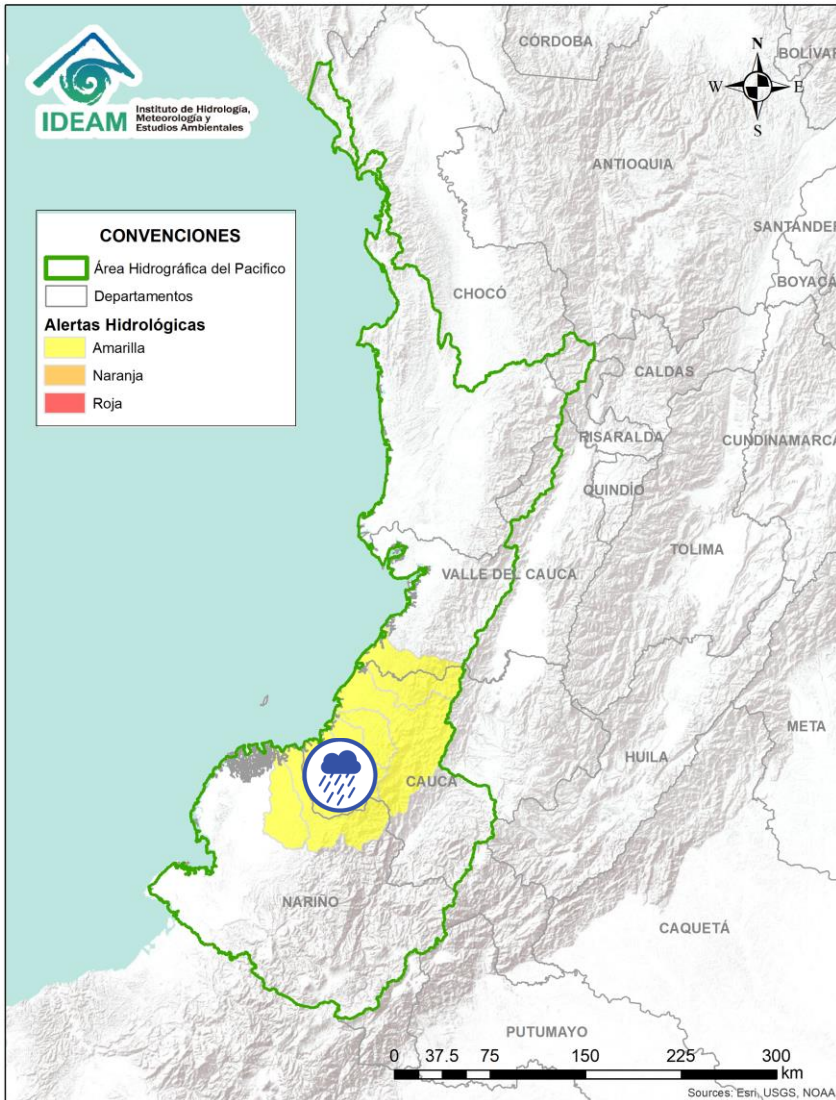 IDEAM
Instituto de Hidrología,
Meteorología y
Estudios Ambientales
N
W
E
S
CONVENCIONES
Área Hidrográfica del Pacifico
Departamentos
Alertas Hidrológicas
Amarilla
Naranja
Roja
CÓRDOBA
BOLÍVAR
ANTIOQUIA
SANTANDER
BOYACÁ
CHOCÓ
CALDAS
RISARALDA
CUNDINAMARCA
QUINDÍO
TOLIMA
VALLE DEL CAUCA
META
HUILA
CAUCA
NARIÑO
CAQUETÁ
PUTUMAYO
0 37.5 75 150 225 300
km
Sources: Esri, USGS, NOAA